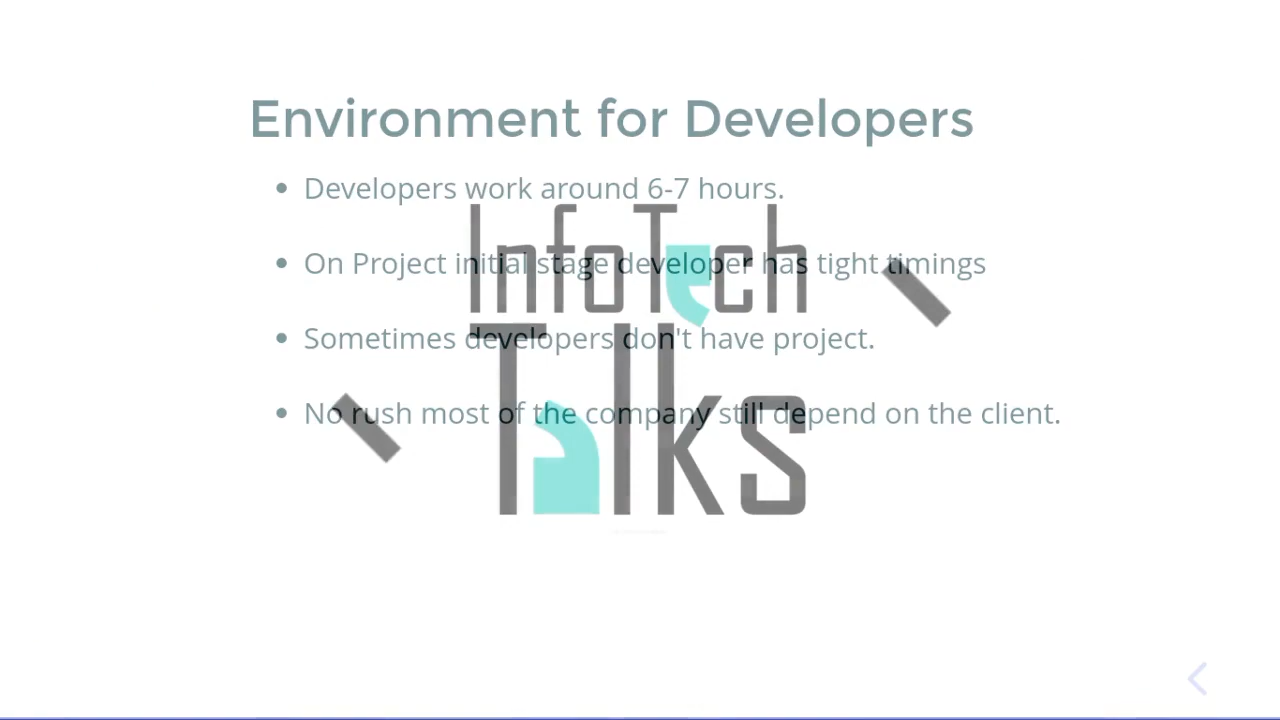 Environment for Developers
Developers work around 6-7 hours.
On Project initial stage developer has tight timings
Sometimes developers don't have project.
No rush most of the company still depend on the client.
InfoTech
Talks